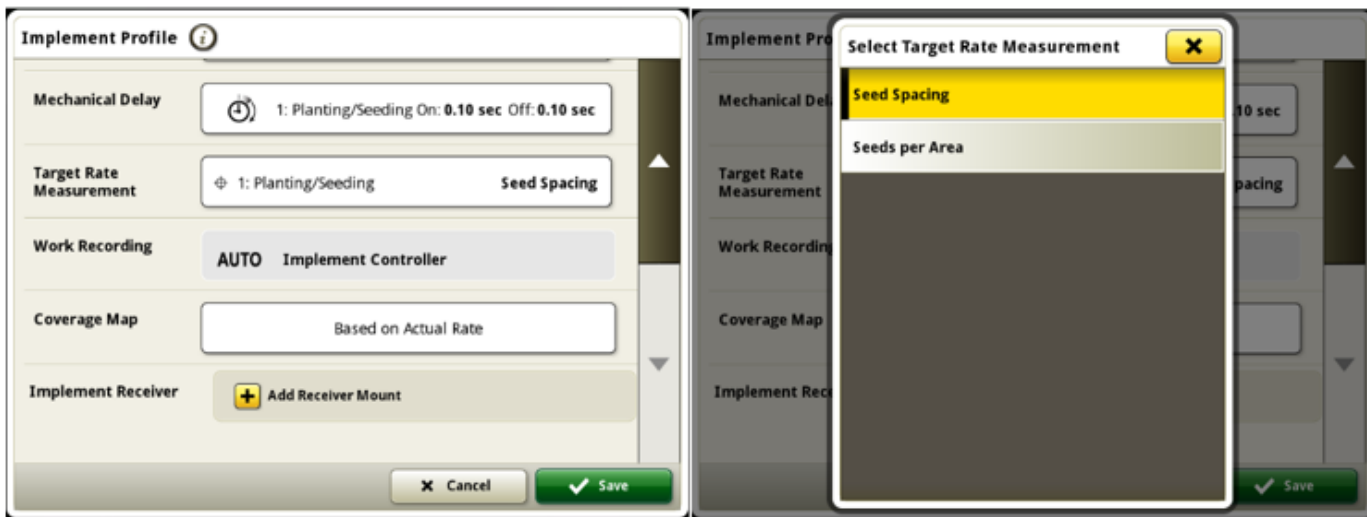 Implement Profile
Mechanical Delay
1: Planting/Seeding On: 0.10 sec Off: 0.10 sec
Target Rate
Measurement
1: Planting/Seeding Seed Spacing
Work Recording
AUTO Implement Controller
Coverage Map
Based on Actual Rate
Implement Receiver
Add Receiver Mount
Cancel
Save
Implement Pro
Mechanical Del
.10 sec
Target Rate
Measurement
pacing
Work Recording
Coverage Map
Implement Rece
Save
Select Target Rate Measurement
Seed Spacing
Seeds per Area